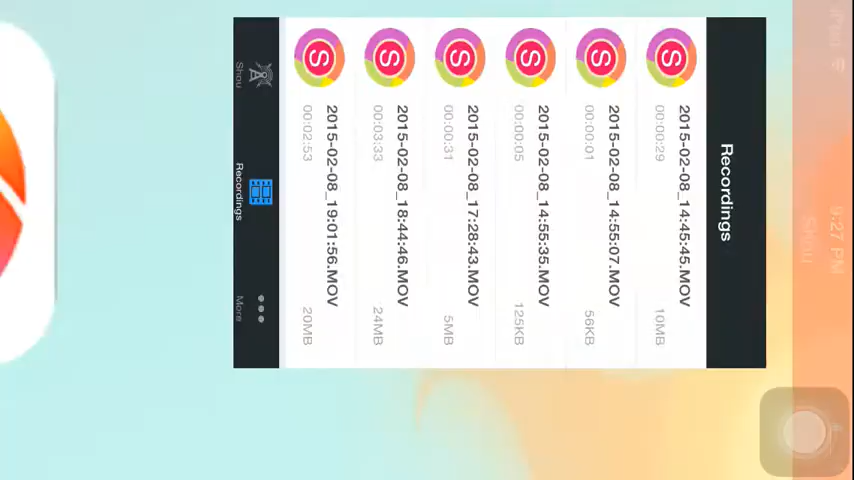 iPad
9:27 PM
Shou
Recordings
2015-02-08_14:45:45.MOV
00:00:29
10MB
2015-02-08_14:55:07.MOV
00:00:01
56KB
2015-02-08_14:55:35.MOV
00:00:05
125KB
2015-02-08_17:28:43.MOV
00:00:31
5MB
2015-02-08_18:44:46.MOV
00:03:33
24MB
2015-02-08_19:01:56.MOV
00:02:53
20MB
Shou
Recordings
More